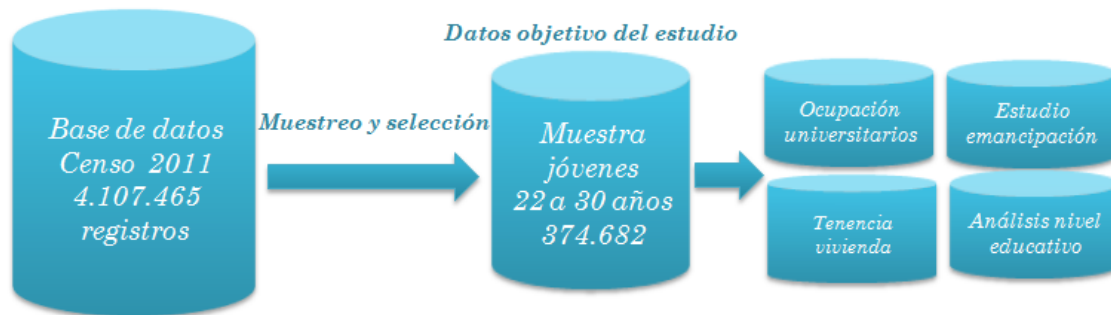 Datos objetivo del estudio
Base de datos
Censo 2011
4.107.465
registros
Muestreo y selección
Muestra
jóvenes
22 a 30 años
374.682
Ocupación
universitarios
Estudio
emancipación
Tenencia
vivienda
Análisis nivel
educativo